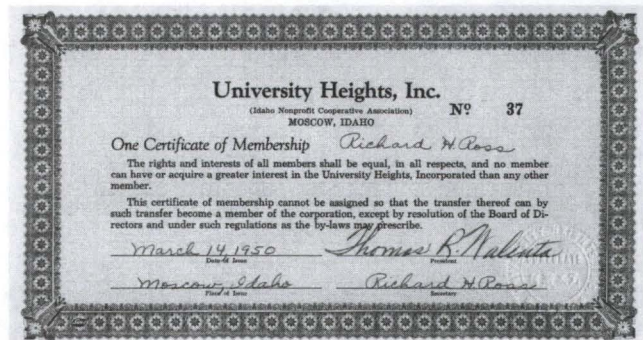 University Heights, Inc.
(Idaho Nonprofit Cooperative Association)
Nº 37
MOSCOW, IDAHO
One Certificate of Membership Richard H Ross
The rights and interests of all members shall be equal, in all respects, and no member
can have or acquire a greater interest in the University Heights, Incorporated than any other
member.
This certificate of membership cannot be assigned so that the transfer thereof can by
such transfer become a member of the corporation, except by resolution of the Board of Di-
rectors and under such regulations as the by-laws may prescribe.
March 14, 1950 Thomas R. Walenta
Date of Issue President
Moscow, Idaho Richard H Ross
Place of Issue Secretary